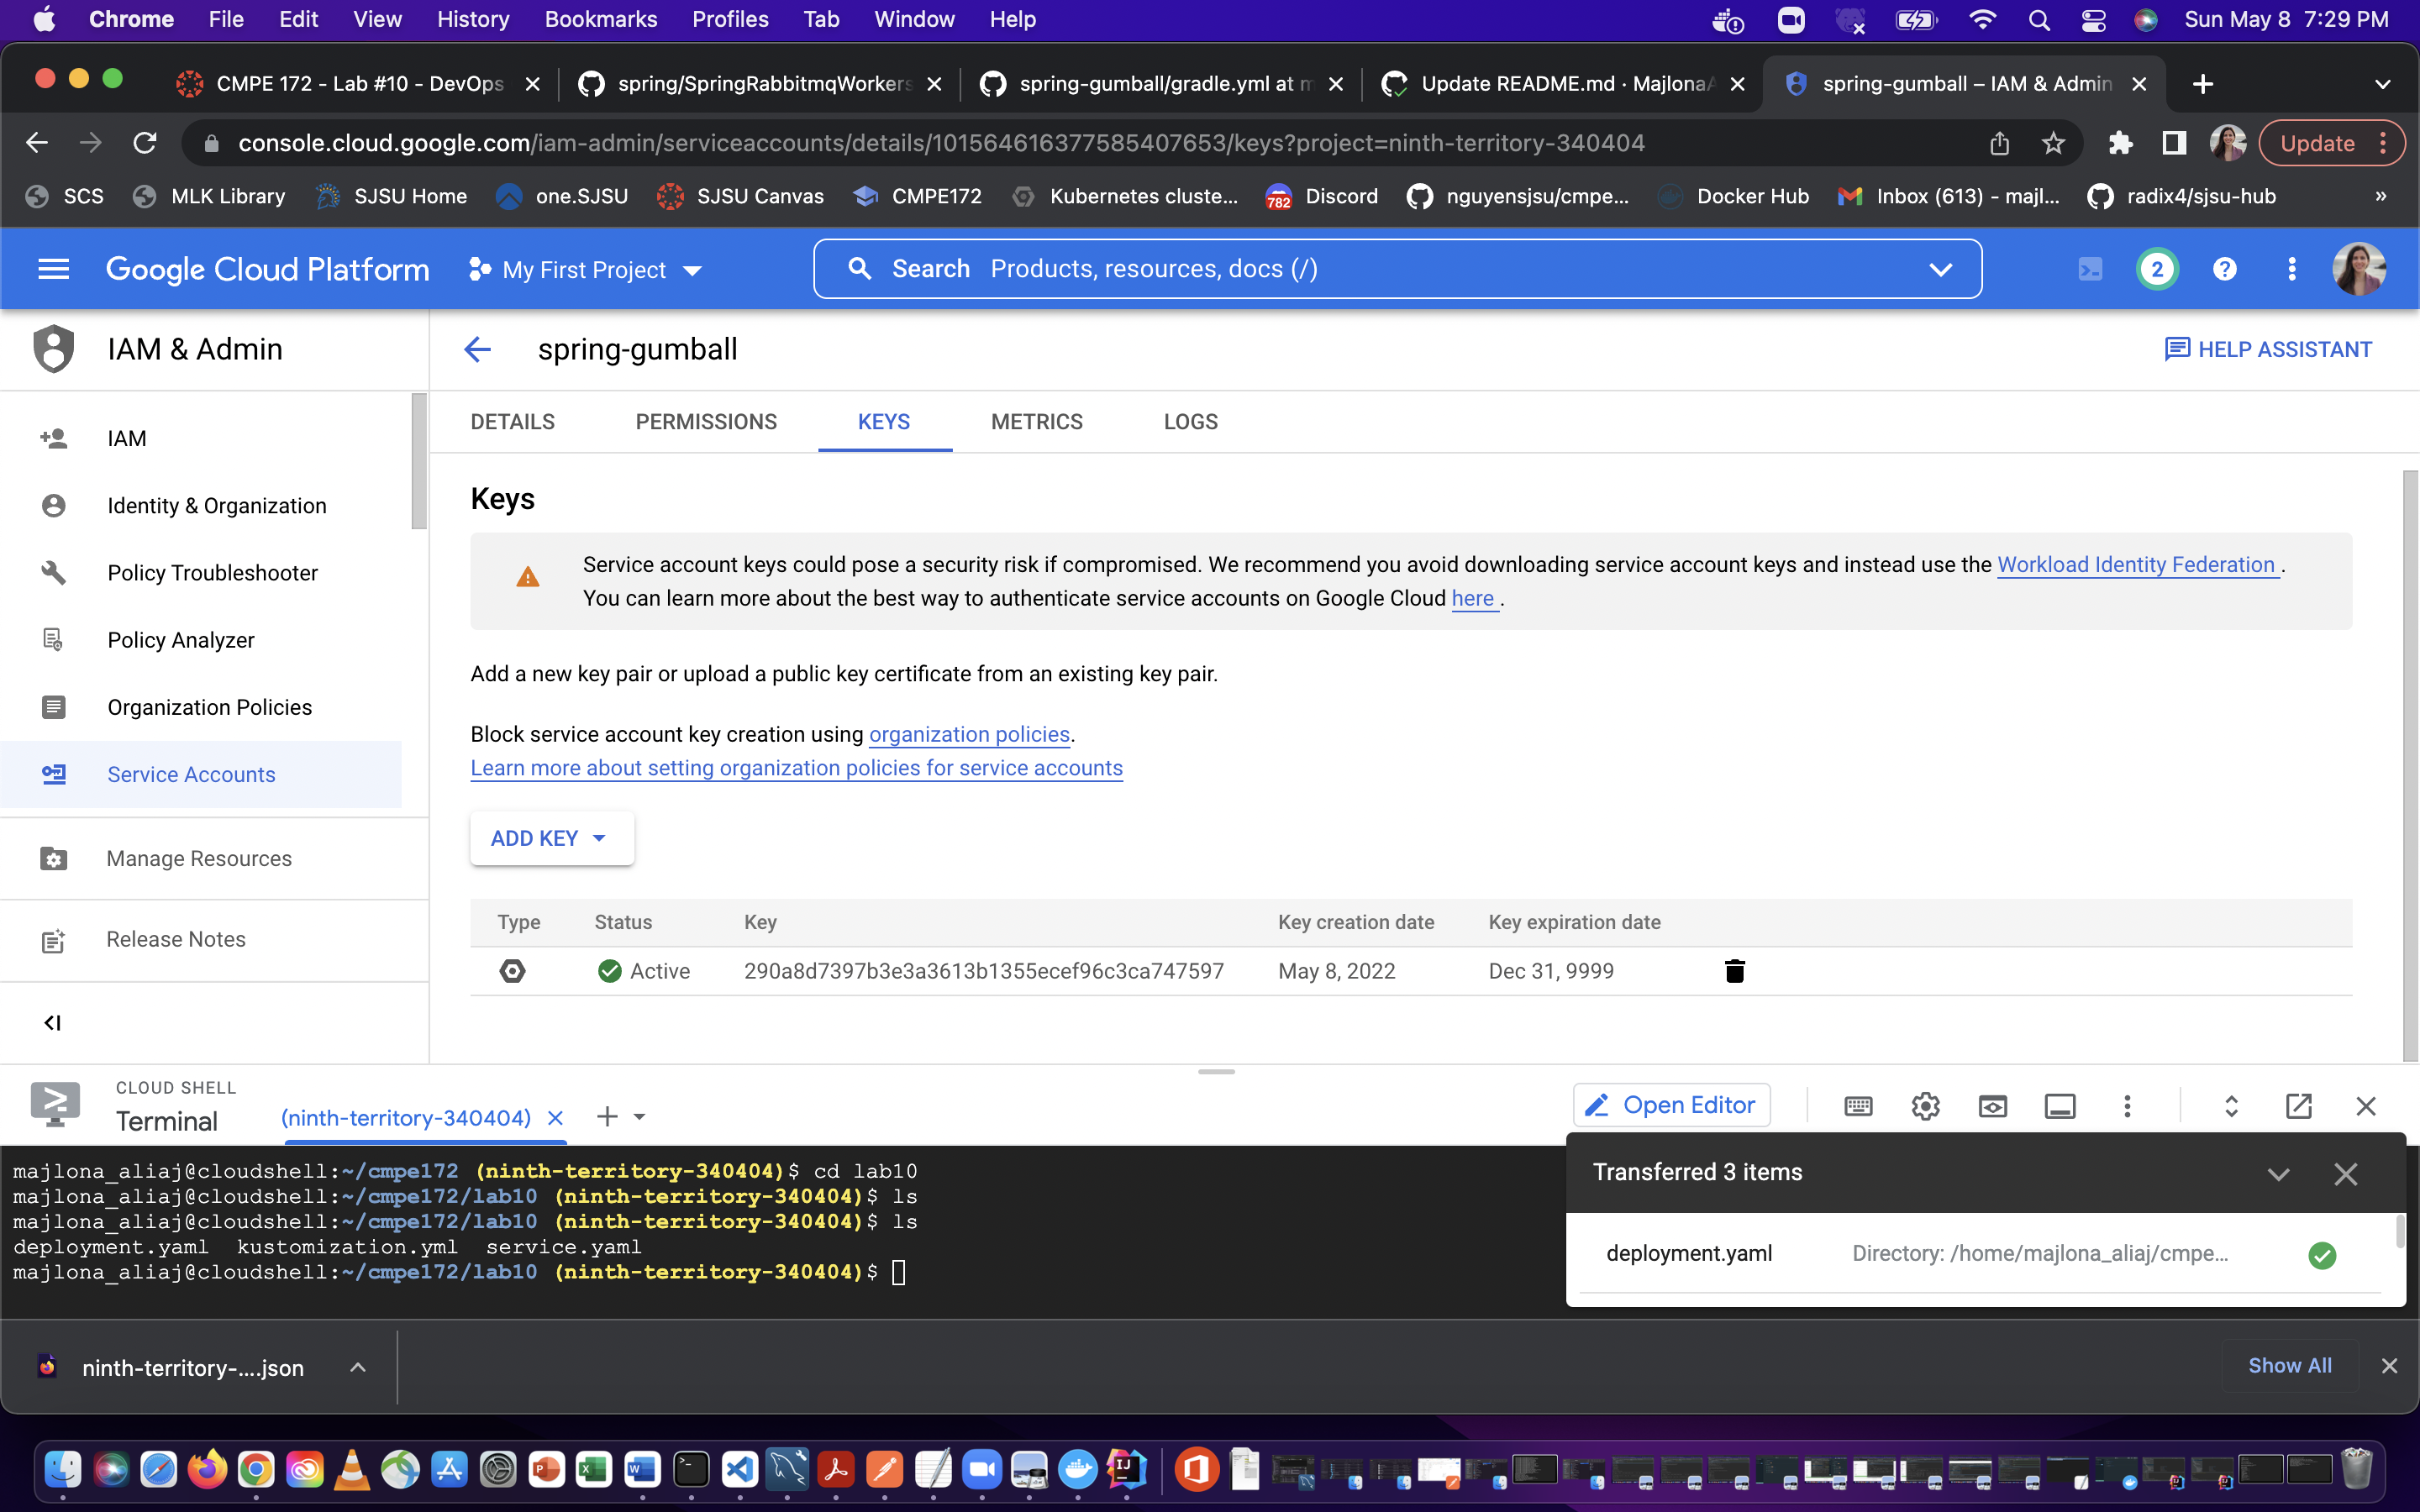 Chrome File Edit View History Bookmarks Profiles Tab Window Help Sun May 8 7:29 PM
CMPE 172 - Lab #10 - DevOps spring/SpringRabbitmqWorkers spring-gumball/gradle.yml at m Update README.md · MajlonaA spring-gumball – IAM & Admin
console.cloud.google.com/iam-admin/serviceaccounts/details/101564616377585407653/keys?project=ninth-territory-340404 Update
SCS MLK Library SJSU Home one.SJSU SJSU Canvas CMPE172 Kubernetes cluste... 782 Discord nguyensjsu/cmpe... Docker Hub Inbox (613) - majl... radix4/sjsu-hub »
Google Cloud Platform My First Project Search Products, resources, docs (/) 2
IAM & Admin
spring-gumball
HELP ASSISTANT
DETAILS PERMISSIONS KEYS METRICS LOGS
IAM
Identity & Organization
Policy Troubleshooter
Policy Analyzer
Organization Policies
Service Accounts
Manage Resources
Release Notes
Keys
Service account keys could pose a security risk if compromised. We recommend you avoid downloading service account keys and instead use the Workload Identity Federation .
You can learn more about the best way to authenticate service accounts on Google Cloud here .
Add a new key pair or upload a public key certificate from an existing key pair.
Block service account key creation using organization policies.
Learn more about setting organization policies for service accounts
ADD KEY
Type Status Key Key creation date Key expiration date
Active 290a8d7397b3e3a3613b1355ecef96c3ca747597 May 8, 2022 Dec 31, 9999
CLOUD SHELL
Terminal (ninth-territory-340404) Open Editor
majlona_aliaj@cloudshell:~/cmpe172 (ninth-territory-340404)$ cd lab10
majlona_aliaj@cloudshell:~/cmpe172/lab10 (ninth-territory-340404)$ ls
majlona_aliaj@cloudshell:~/cmpe172/lab10 (ninth-territory-340404)$ ls
deployment.yaml kustomization.yml service.yaml
majlona_aliaj@cloudshell:~/cmpe172/lab10 (ninth-territory-340404)$
Transferred 3 items
deployment.yaml Directory: /home/majlona_aliaj/cmpe...
ninth-territory-....json Show All